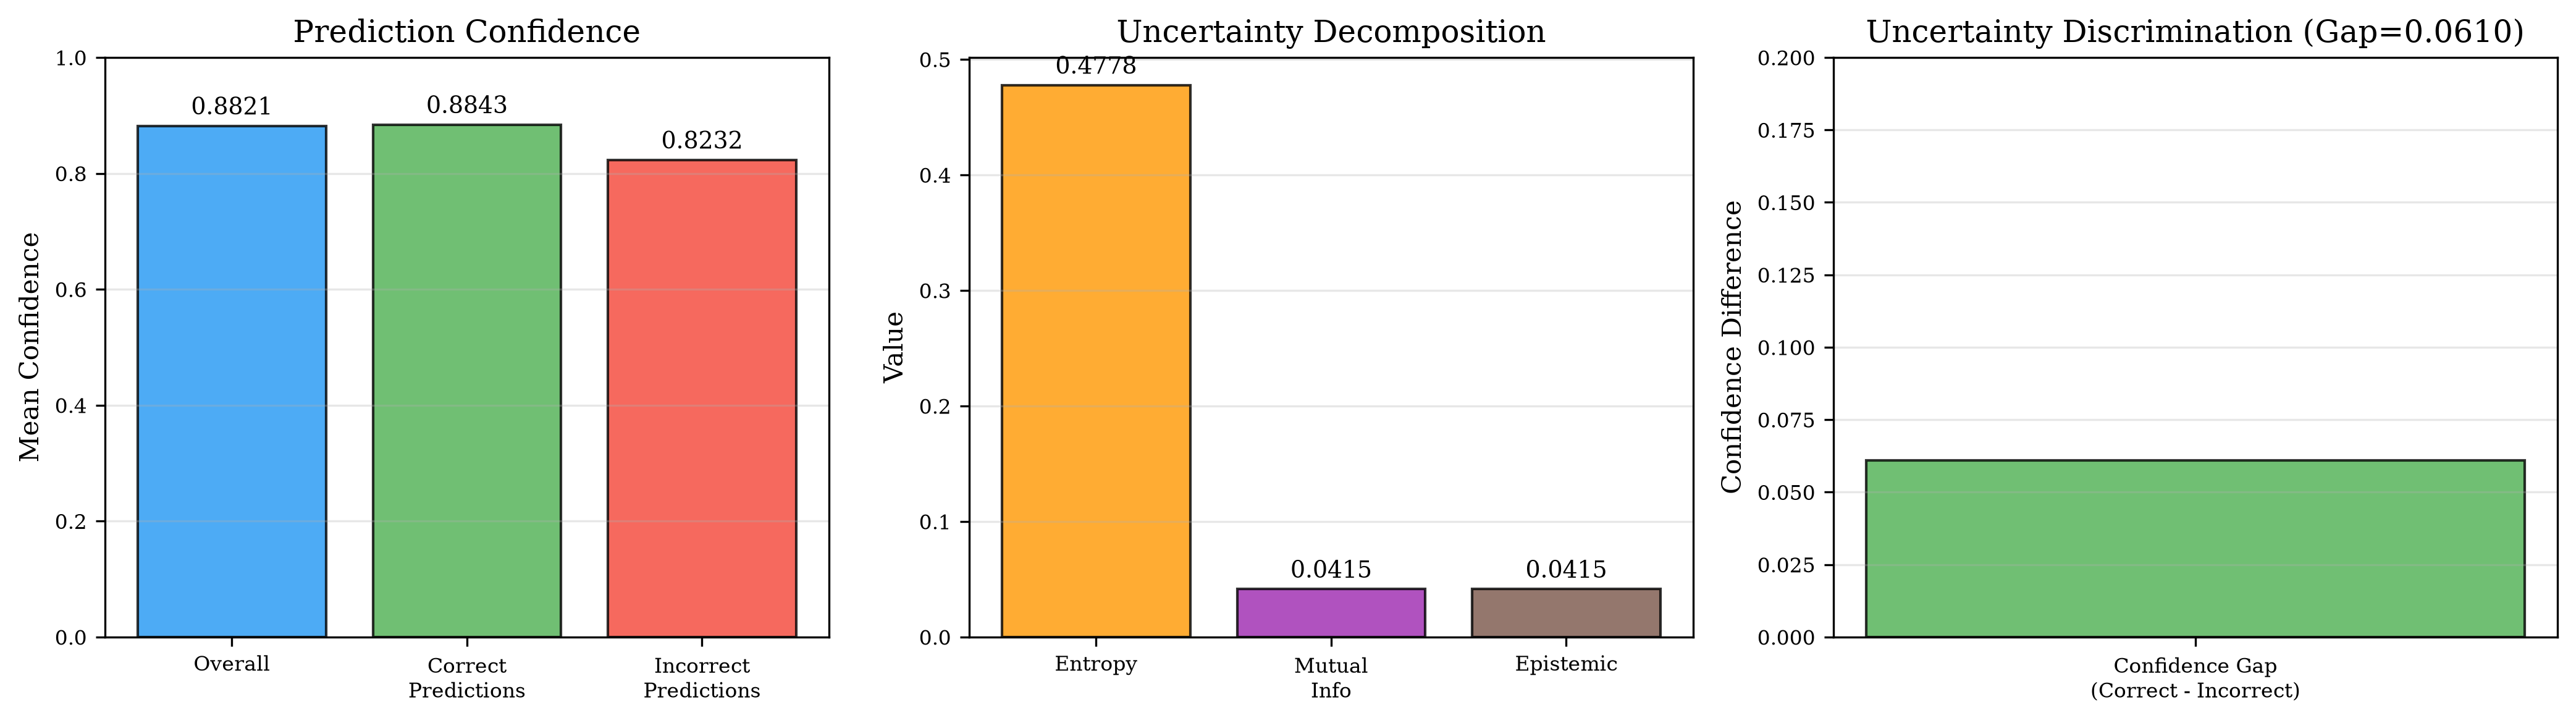 Prediction Confidence
Mean Confidence
1.0
0.8
0.6
0.4
0.2
0.0
0.8821
0.8843
0.8232
Overall
Correct
Predictions
Incorrect
Predictions
Uncertainty Decomposition
Value
0.5
0.4
0.3
0.2
0.1
0.0
0.4778
0.0415
0.0415
Entropy
Mutual
Info
Epistemic
Uncertainty Discrimination (Gap=0.0610)
Confidence Difference
0.200
0.175
0.150
0.125
0.100
0.075
0.050
0.025
0.000
Confidence Gap
(Correct - Incorrect)